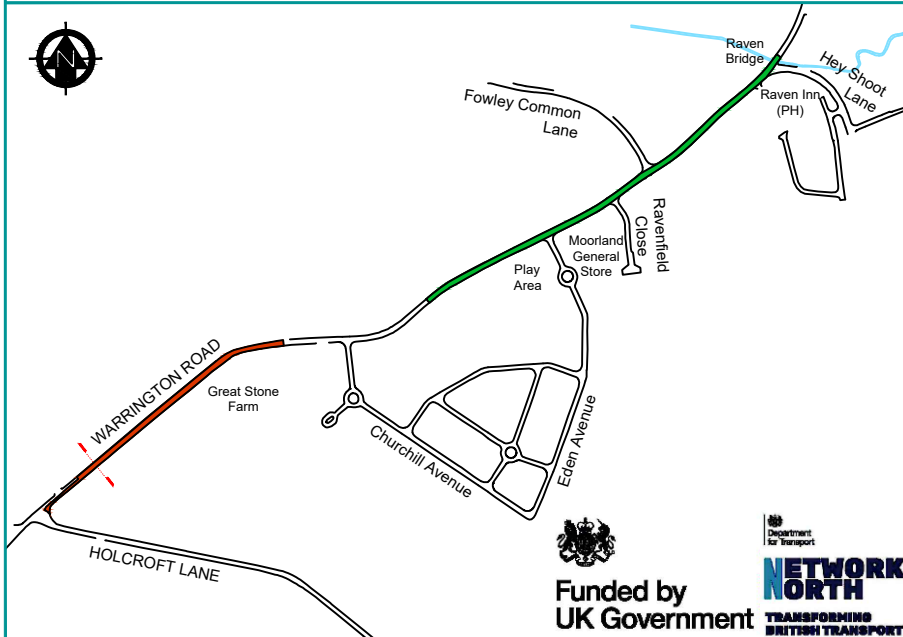 N
Raven
Bridge
Hey Shoot
Lane
Raven Inn
(PH)
Fowley Common
Lane
Ravenfield
Close
Moorland
General
Store
Play
Area
WARRINGTON ROAD
Great Stone
Farm
Churchill Avenue
Eden Avenue
HOLCROFT LANE
Funded by
UK Government
Department
for Transport
NETWORK
NORTH
TRANSFORMING
BRITISH TRANSPORT